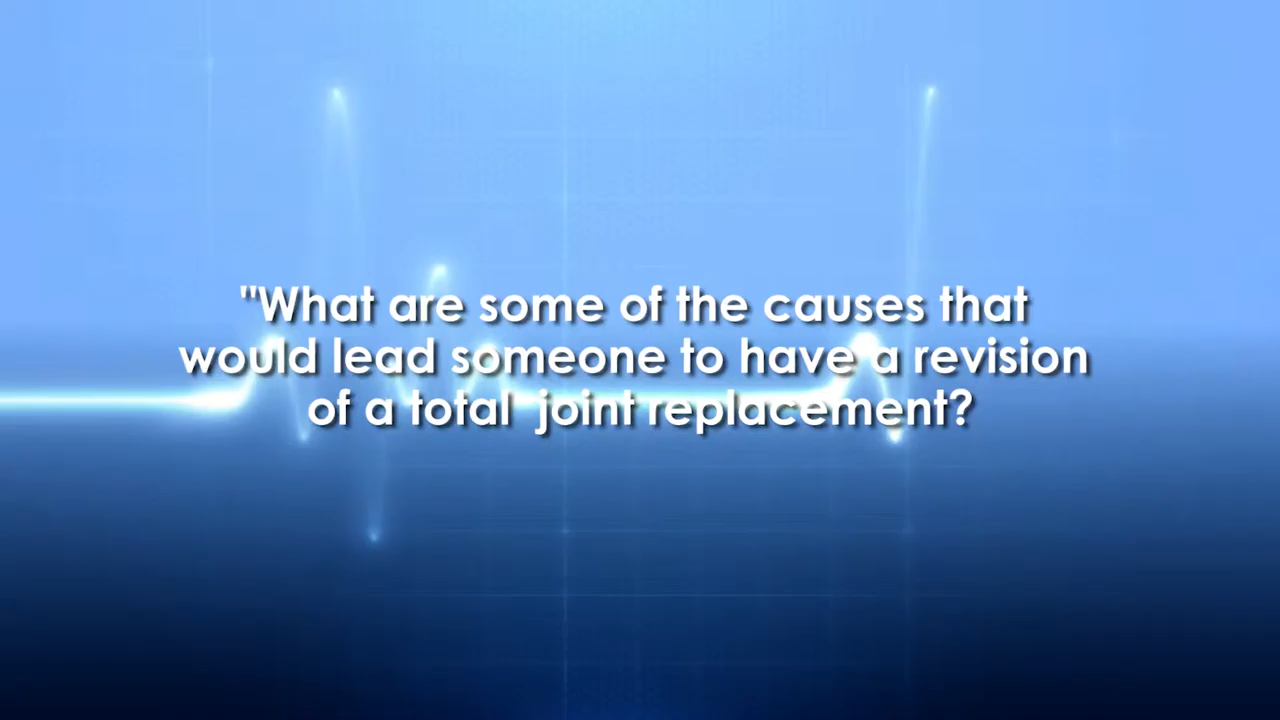 "What are some of the causes that
would lead someone to have a revision
of a total  joint replacement?